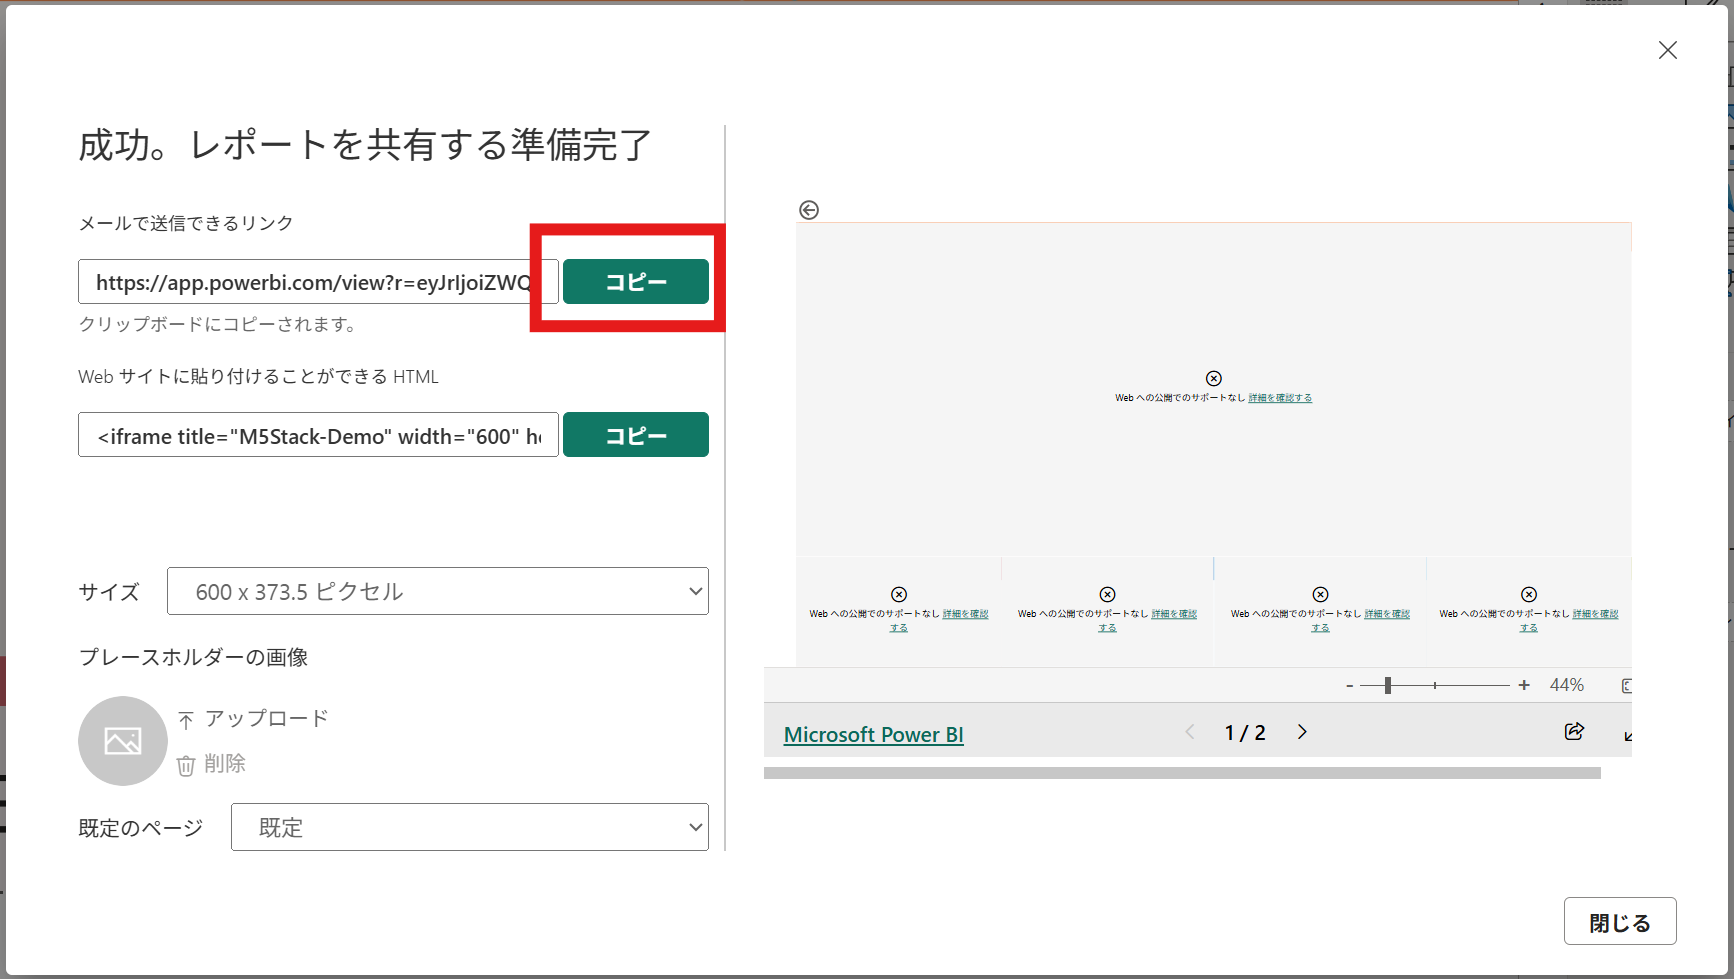 成功。レポートを共有する準備完了
メールで送信できるリンク
https://app.powerbi.com/view?r=eyJrIjoiZWQ
コピー
クリップボードにコピーされます。
Web サイトに貼り付けることができる HTML
<iframe title="M5Stack-Demo" width="600" he
コピー
サイズ
600 x 373.5 ピクセル
プレースホルダーの画像
アップロード
削除
既定のページ
既定
Web への公開でのサポートなし 詳細を確認する
Web への公開でのサポートなし 詳細を確認
する
Web への公開でのサポートなし 詳細を確認
する
Web への公開でのサポートなし 詳細を確認
する
Web への公開でのサポートなし 詳細を確認
する
- + 44%
Microsoft Power BI
1 / 2
閉じる